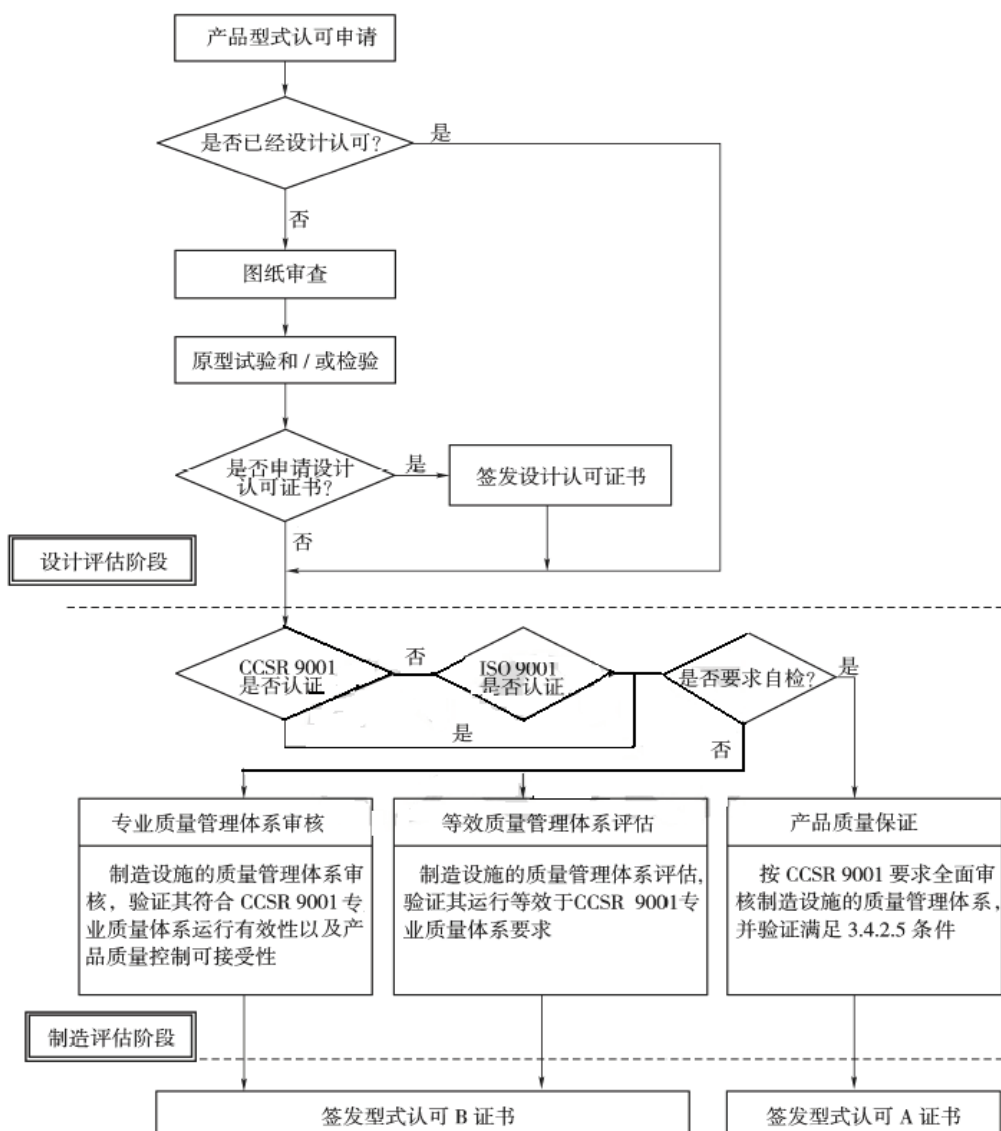 产品型式认可申请
是否已经设计认可?
是
否
图纸审查
原型试验和 / 或检验
是否申请设计
认可证书?
是
签发设计认可证书
否
设计评估阶段
CCSR 9001
是否认证
否
ISO 9001
是否认证
是否要求自检?
是
是
否
专业质量管理体系审核
制造设施的质量管理体系审
核，验证其符合 CCSR 9001 专
业质量体系运行有效性以及产
品质量控制可接受性
等效质量管理体系评估
制造设施的质量管理体系评估,
验证其运行等效于CCSR 9001专
业质量体系要求
产品质量保证
按 CCSR 9001 要求全面审
核制造设施的质量管理体系,
并验证满足 3.4.2.5 条件
制造评估阶段
签发型式认可 B 证书
签发型式认可 A 证书